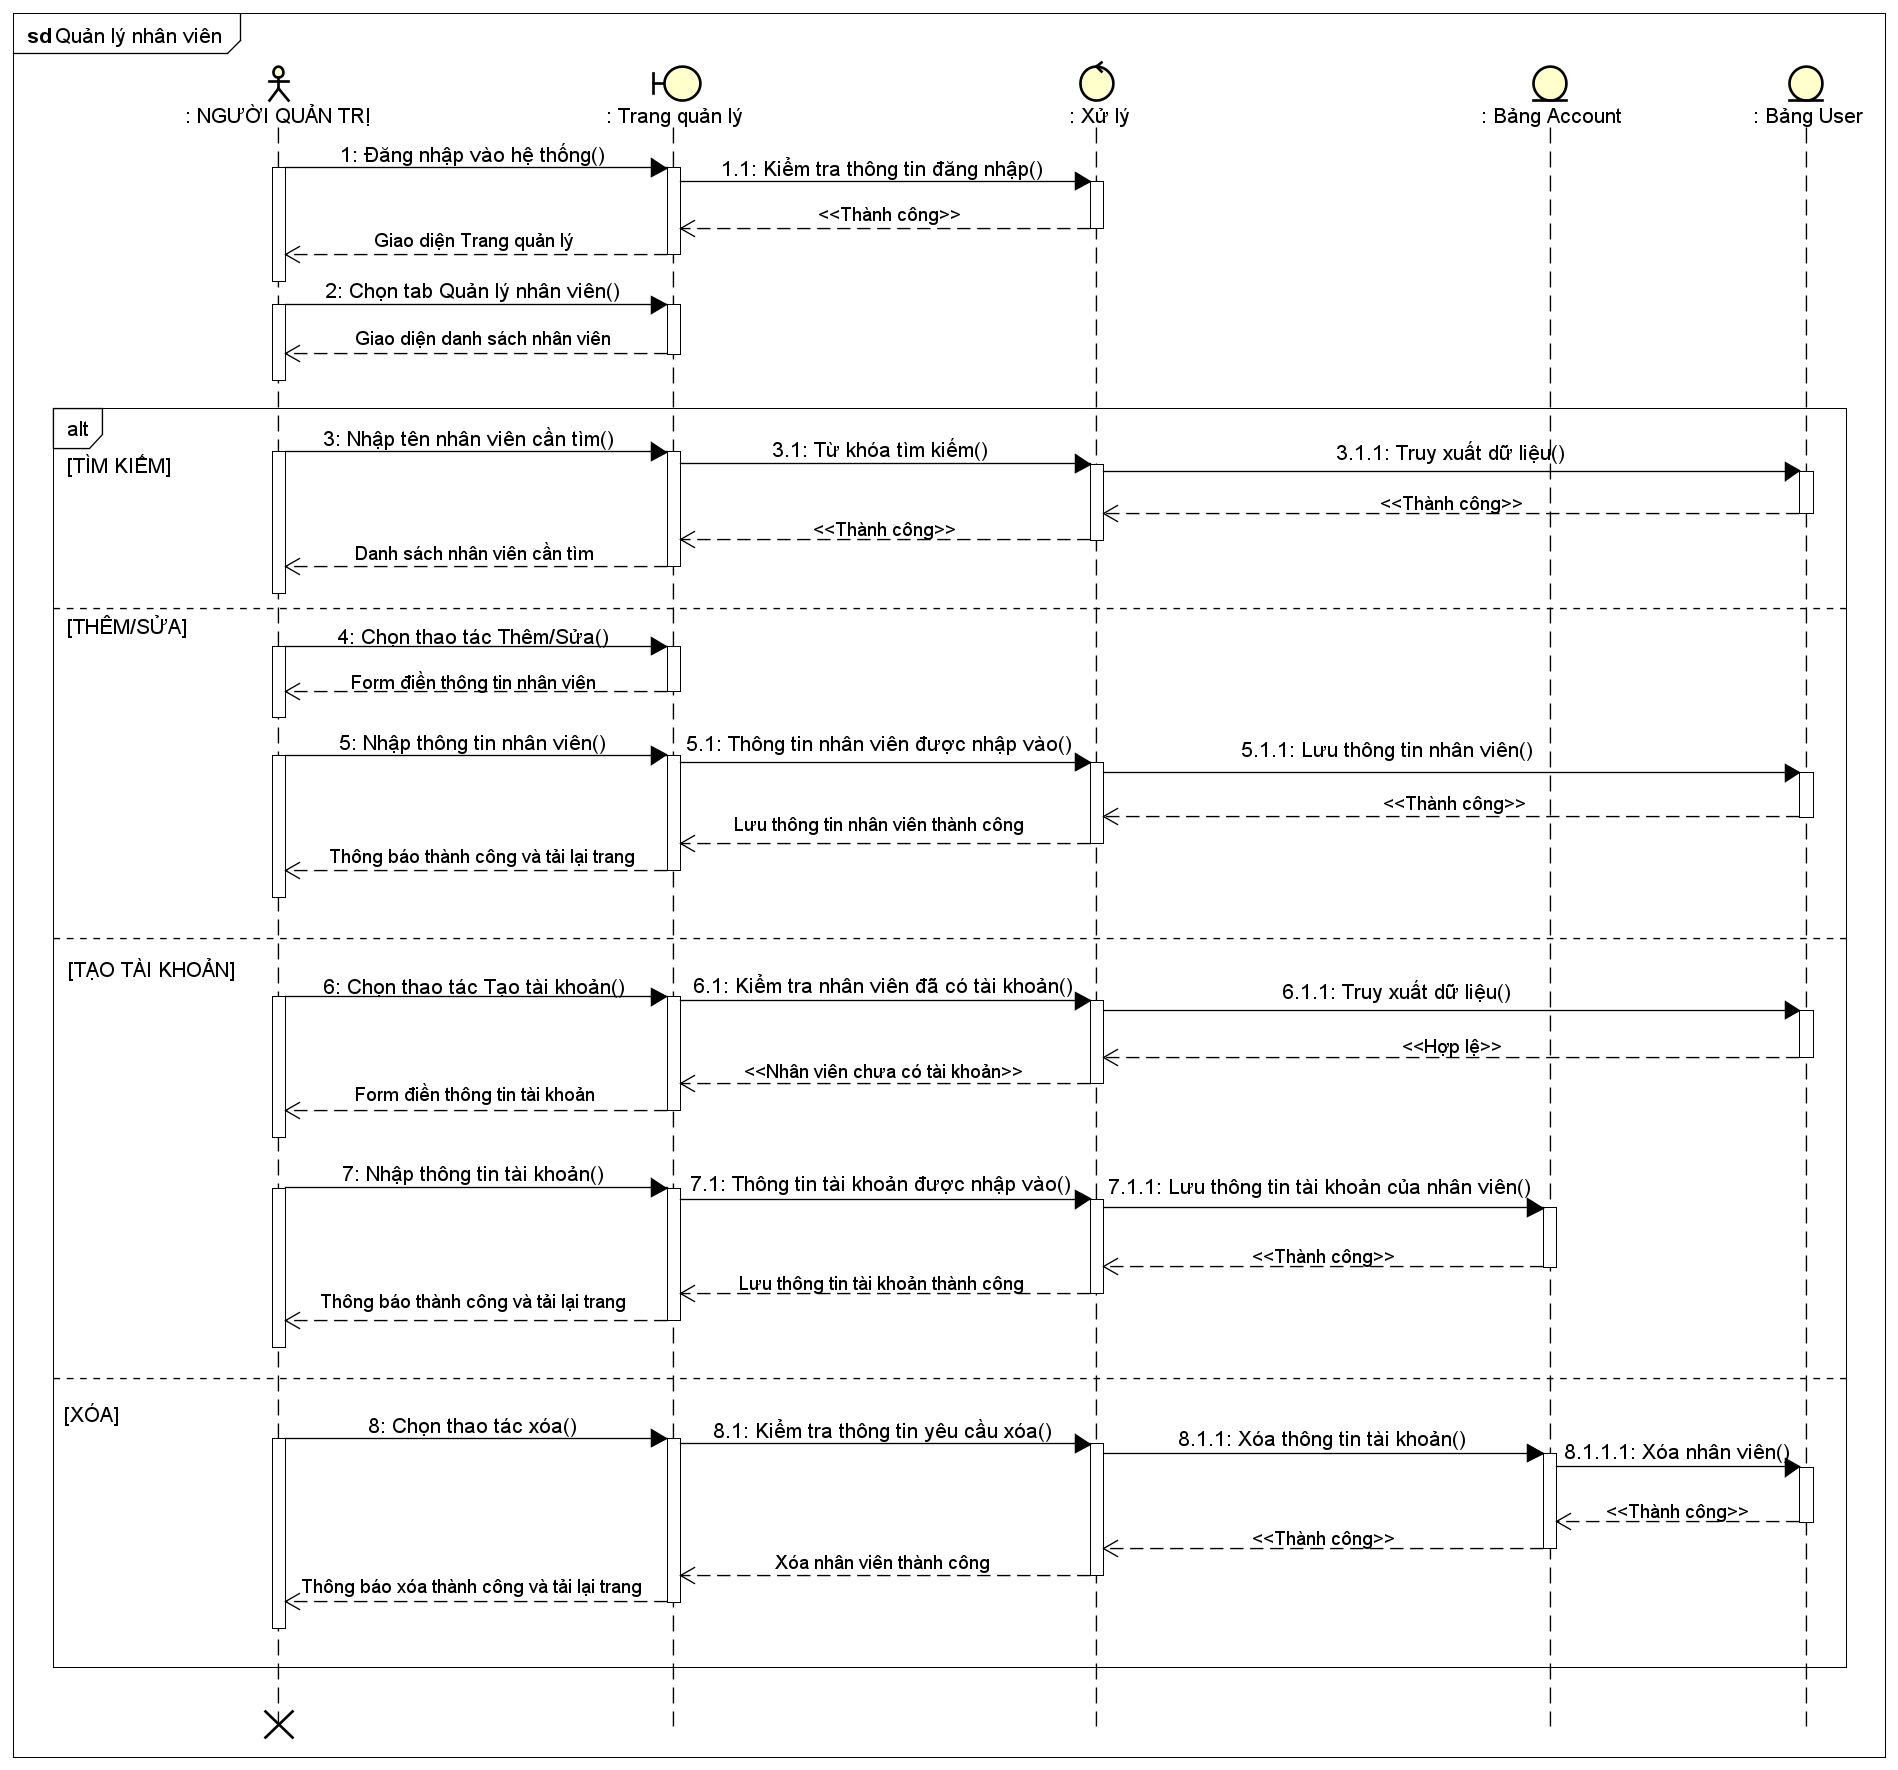 sd Quản lý nhân viên
: NGƯỜI QUẢN TRỊ
: Trang quản lý
: Xử lý
: Bảng Account
: Bảng User
1: Đăng nhập vào hệ thống()
1.1: Kiểm tra thông tin đăng nhập()
<<Thành công>>
Giao diện Trang quản lý
2: Chọn tab Quản lý nhân viên()
Giao diện danh sách nhân viên
alt
[TÌM KIẾM]
3: Nhập tên nhân viên cần tìm()
3.1: Từ khóa tìm kiếm()
3.1.1: Truy xuất dữ liệu()
<<Thành công>>
<<Thành công>>
Danh sách nhân viên cần tìm
[THÊM/SỬA]
4: Chọn thao tác Thêm/Sửa()
Form điền thông tin nhân viên
5: Nhập thông tin nhân viên()
5.1: Thông tin nhân viên được nhập vào()
5.1.1: Lưu thông tin nhân viên()
<<Thành công>>
Lưu thông tin nhân viên thành công
Thông báo thành công và tải lại trang
[TẠO TÀI KHOẢN]
6: Chọn thao tác Tạo tài khoản()
6.1: Kiểm tra nhân viên đã có tài khoản()
6.1.1: Truy xuất dữ liệu()
<<Hợp lệ>>
<<Nhân viên chưa có tài khoản>>
Form điền thông tin tài khoản
7: Nhập thông tin tài khoản()
7.1: Thông tin tài khoản được nhập vào()
7.1.1: Lưu thông tin tài khoản của nhân viên()
<<Thành công>>
Lưu thông tin tài khoản thành công
Thông báo thành công và tải lại trang
[XÓA]
8: Chọn thao tác xóa()
8.1: Kiểm tra thông tin yêu cầu xóa()
8.1.1: Xóa thông tin tài khoản()
8.1.1.1: Xóa nhân viên()
<<Thành công>>
<<Thành công>>
Xóa nhân viên thành công
Thông báo xóa thành công và tải lại trang